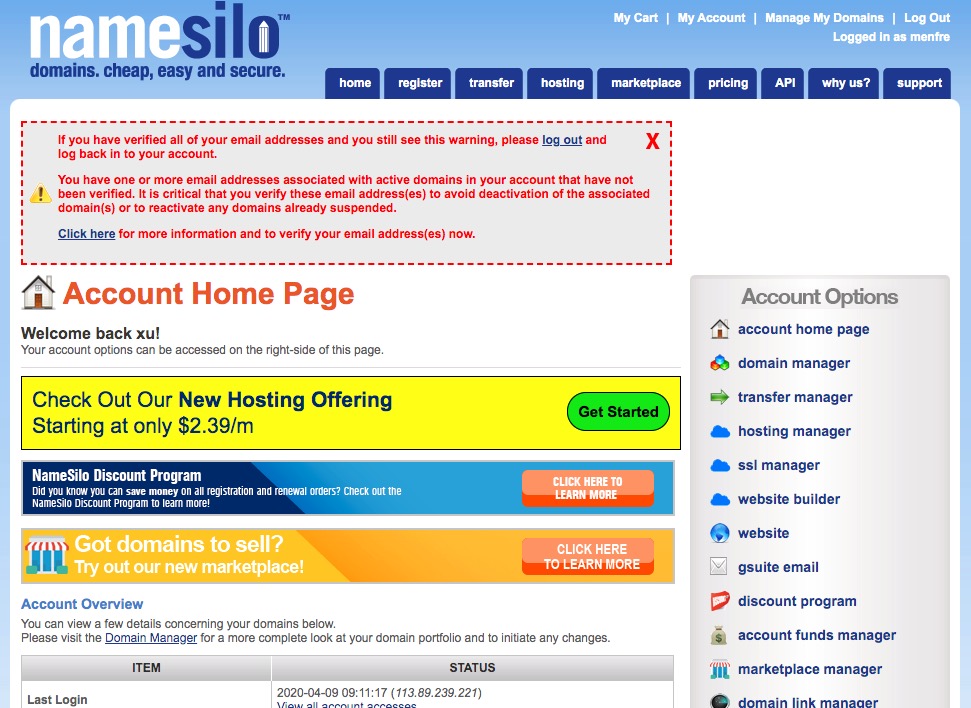 namesilo™
domains. cheap, easy and secure.
My Cart | My Account | Manage My Domains | Log Out
Logged In as menfre
home register transfer hosting marketplace pricing API why us? support
If you have verified all of your email addresses and you still see this warning, please log out and
log back in to your account.
X
You have one or more email addresses associated with active domains in your account that have not
been verified. It is critical that you verify these email address(es) to avoid deactivation of the associated
domain(s) or to reactivate any domains already suspended.
Click here for more information and to verify your email address(es) now.
Account Home Page
Welcome back xu!
Your account options can be accessed on the right-side of this page.
Check Out Our New Hosting Offering
Starting at only $2.39/m
Get Started
NameSilo Discount Program
Did you know you can save money on all registration and renewal orders? Check out the
NameSilo Discount Program to learn more!
CLICK HERE TO
LEARN MORE
Got domains to sell?
Try out our new marketplace!
CLICK HERE
TO LEARN MORE
Account Overview
You can view a few details concerning your domains below.
Please visit the Domain Manager for a more complete look at your domain portfolio and to initiate any changes.
ITEM STATUS
Last Login
2020-04-09 09:11:17 (113.89.239.221)
View all account accesses
Account Options
account home page
domain manager
transfer manager
hosting manager
ssl manager
website builder
website
gsuite email
discount program
account funds manager
marketplace manager
domain link manager